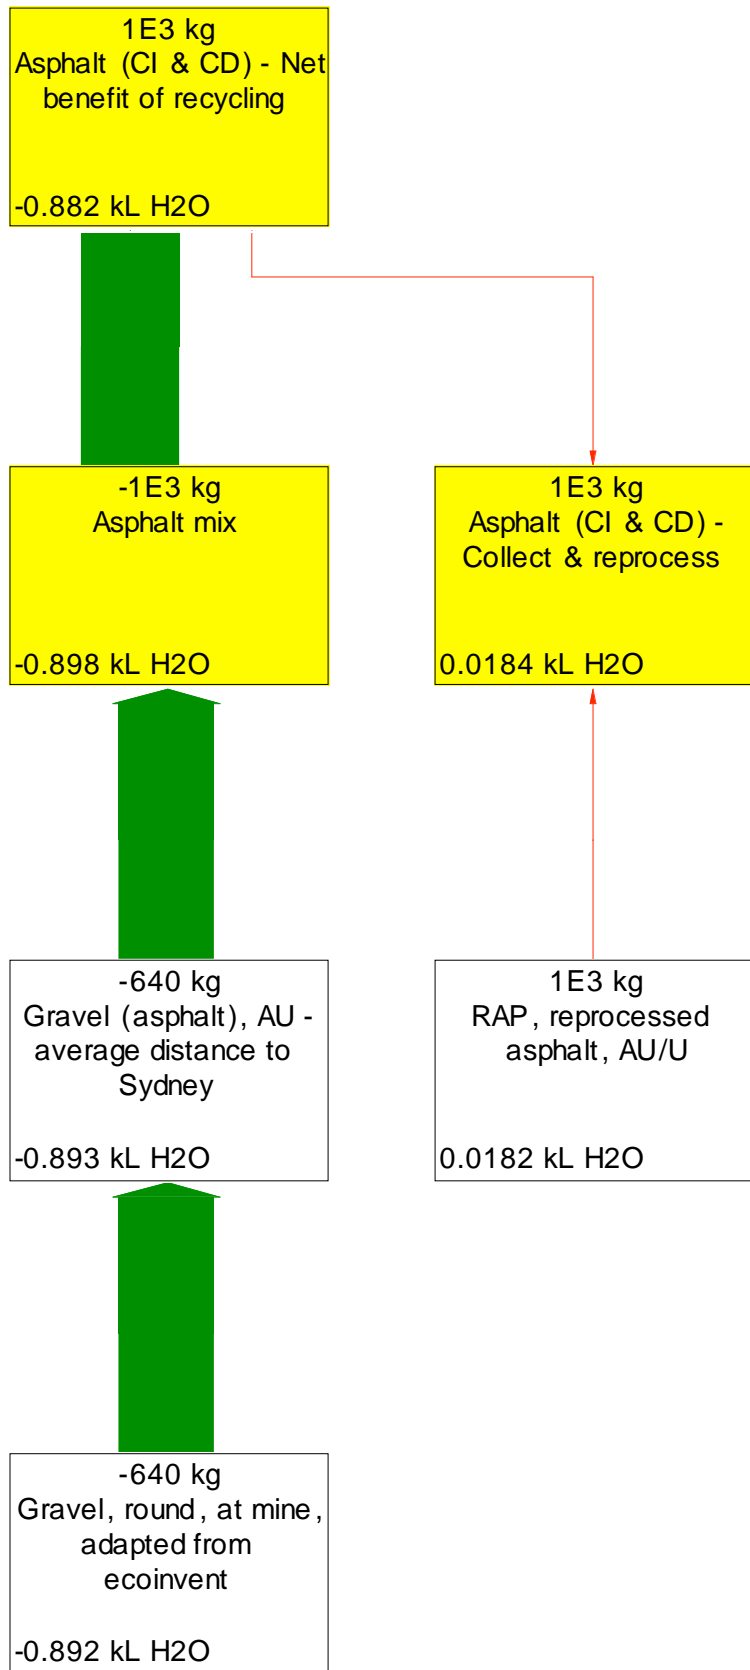 1E3 kg
Asphalt (CI & CD) - Net
benefit of recycling
-0.882 kL H2O
-1E3 kg
Asphalt mix
-0.898 kL H2O
1E3 kg
Asphalt (CI & CD) -
Collect & reprocess
0.0184 kL H2O
-640 kg
Gravel (asphalt), AU -
average distance to
Sydney
-0.893 kL H2O
1E3 kg
RAP, reprocessed
asphalt, AU/U
0.0182 kL H2O
-640 kg
Gravel, round, at mine,
adapted from
ecoinvent
-0.892 kL H2O